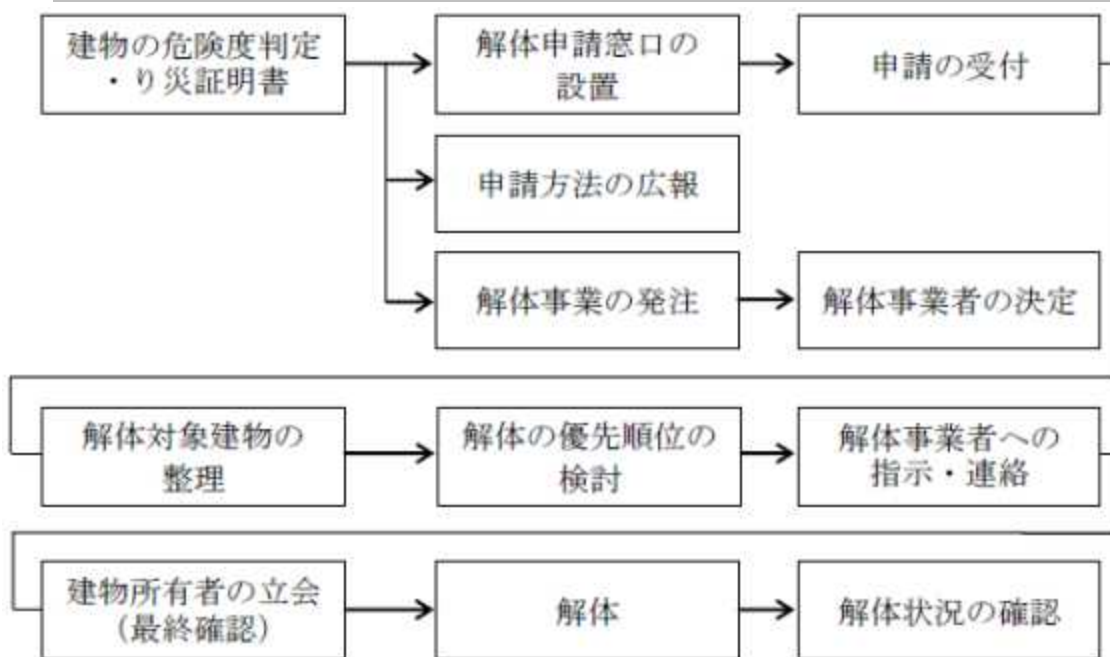 建物の危険度判定
・り災証明書
解体申請窓口の
設置
申請の受付
申請方法の広報
解体事業の発注
解体事業者の決定
解体対象建物の
整理
解体の優先順位の
検討
解体事業者への
指示・連絡
建物所有者の立会
（最終確認）
解体
解体状況の確認